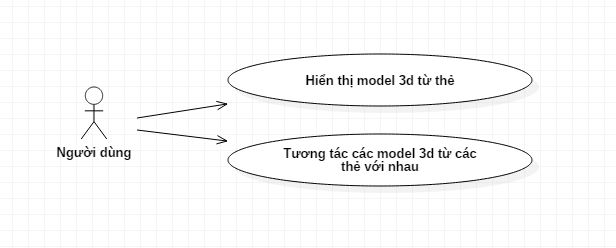 Hiển thị model 3d từ thẻ
Người dùng
Tương tác các model 3d từ các
thẻ với nhau